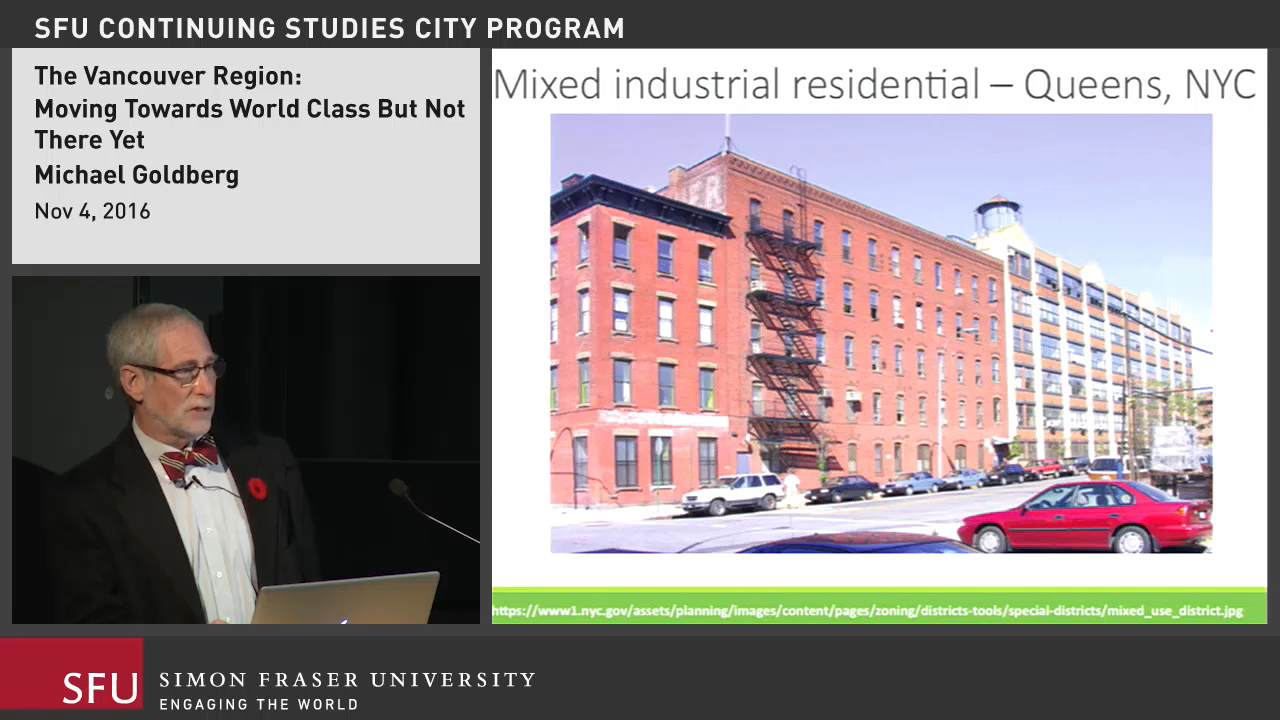 SFU CONTINUING STUDIES CITY PROGRAM
The Vancouver Region:
Moving Towards World Class But Not
There Yet
Michael Goldberg
Nov 4, 2016
Mixed industrial residential – Queens, NYC
https://www1.nyc.gov/assets/planning/images/content/pages/zoning/districts-tools/special-districts/mixed_use_district.jpg
SFU
SIMON FRASER UNIVERSITY
ENGAGING THE WORLD